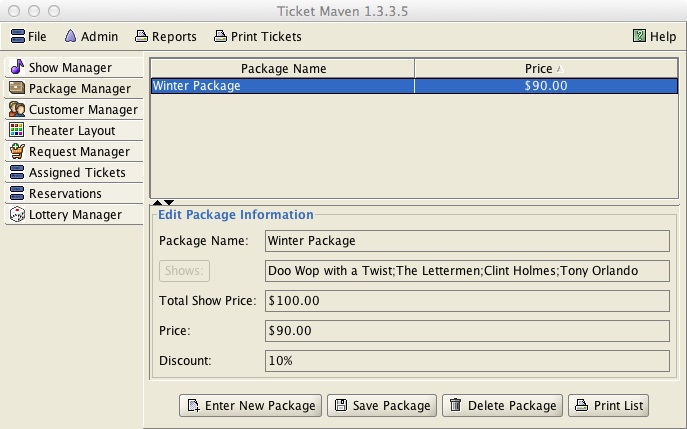 Ticket Maven 1.3.3.5
File Admin Reports Print Tickets Help
Show Manager
Package Manager
Customer Manager
Theater Layout
Request Manager
Assigned Tickets
Reservations
Lottery Manager
Package Name Price
Winter Package $90.00
Edit Package Information
Package Name: Winter Package
Shows: Doo Wop with a Twist;The Lettermen;Clint Holmes;Tony Orlando
Total Show Price: $100.00
Price: $90.00
Discount: 10%
Enter New Package Save Package Delete Package Print List